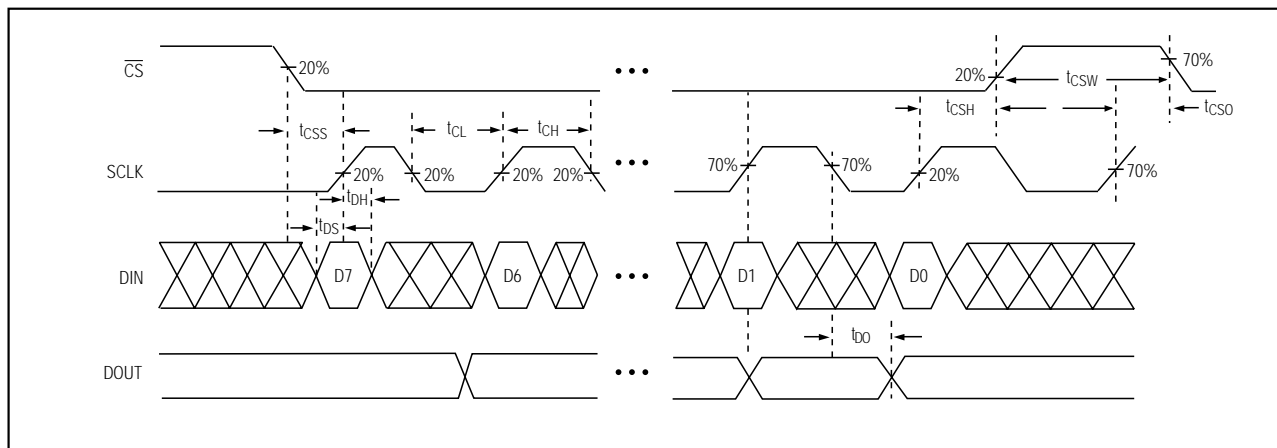 CS
20%
•••
20%
tCSW
70%
tCSS
tCL
tCH
tCSH
tCSO
SCLK
20%
20%
20%
20%
•••
70%
70%
20%
70%
tDH
tDS
DIN
D7
D6
•••
D1
D0
tDO
DOUT
•••